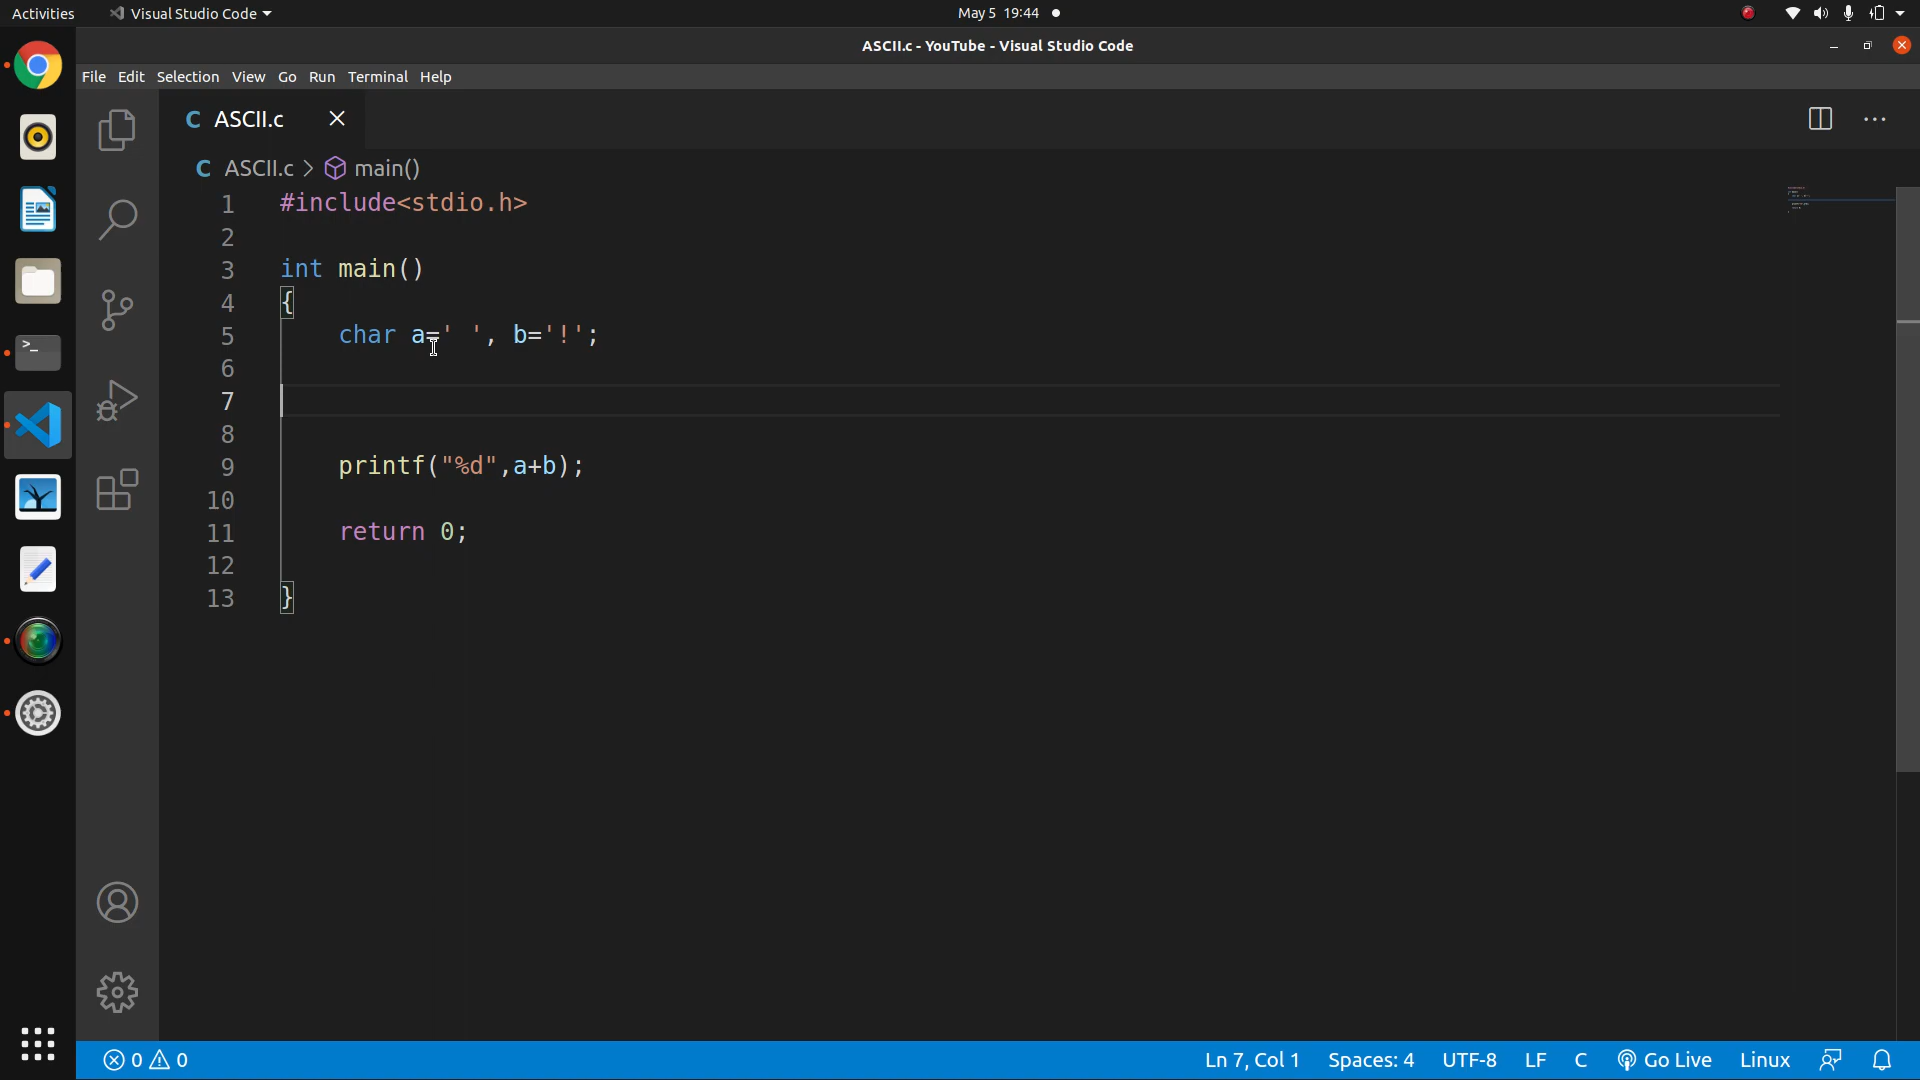 Activities
Visual Studio Code
May 5 19:44
ASCII.c - YouTube - Visual Studio Code
File Edit Selection View Go Run Terminal Help
C ASCII.c
C ASCII.c > main()
1 #include<stdio.h>
2
3 int main()
4 {
5 char a=' ', b='!';
6
7
8
9 printf("%d",a+b);
10
11 return 0;
12
13 }
0 0
Ln 7, Col 1 Spaces: 4 UTF-8 LF C Go Live Linux